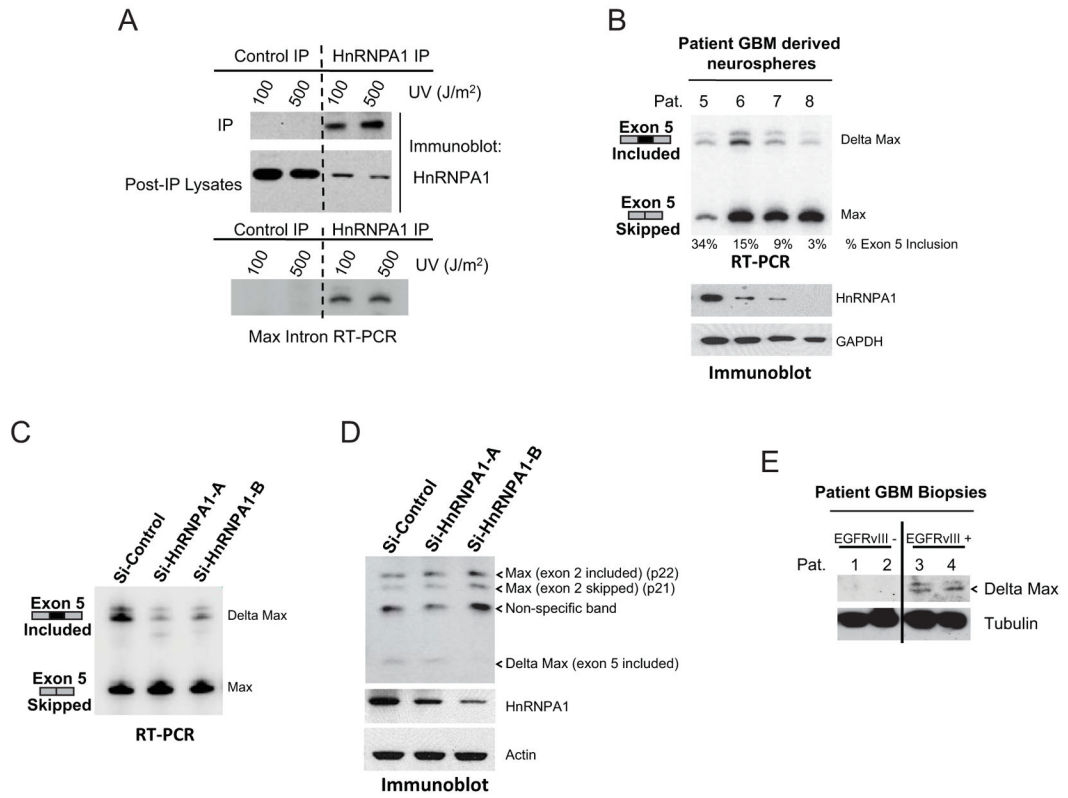 A
Control IP HnRNPA1 IP
100 500 100 500 UV (J/m²)
IP
Immunoblot:
HnRNPA1
Post-IP Lysates
Control IP HnRNPA1 IP
100 500 100 500 UV (J/m²)
Max Intron RT-PCR
B
Patient GBM derived
neurospheres
Pat. 5 6 7 8
Exon 5
Included
Delta Max
Exon 5
Skipped
Max
34% 15% 9% 3% % Exon 5 Inclusion
RT-PCR
HnRNPA1
GAPDH
Immunoblot
C
Si-Control
Si-HnRNPA1-A
Si-HnRNPA1-B
Exon 5
Included
Delta Max
Exon 5
Skipped
Max
RT-PCR
D
Si-Control
Si-HnRNPA1-A
Si-HnRNPA1-B
Max (exon 2 included) (p22)
Max (exon 2 skipped) (p21)
Non-specific band
Delta Max (exon 5 included)
HnRNPA1
Actin
Immunoblot
E
Patient GBM Biopsies
EGFRvIII - EGFRvIII +
Pat. 1 2 3 4
Delta Max
Tubulin